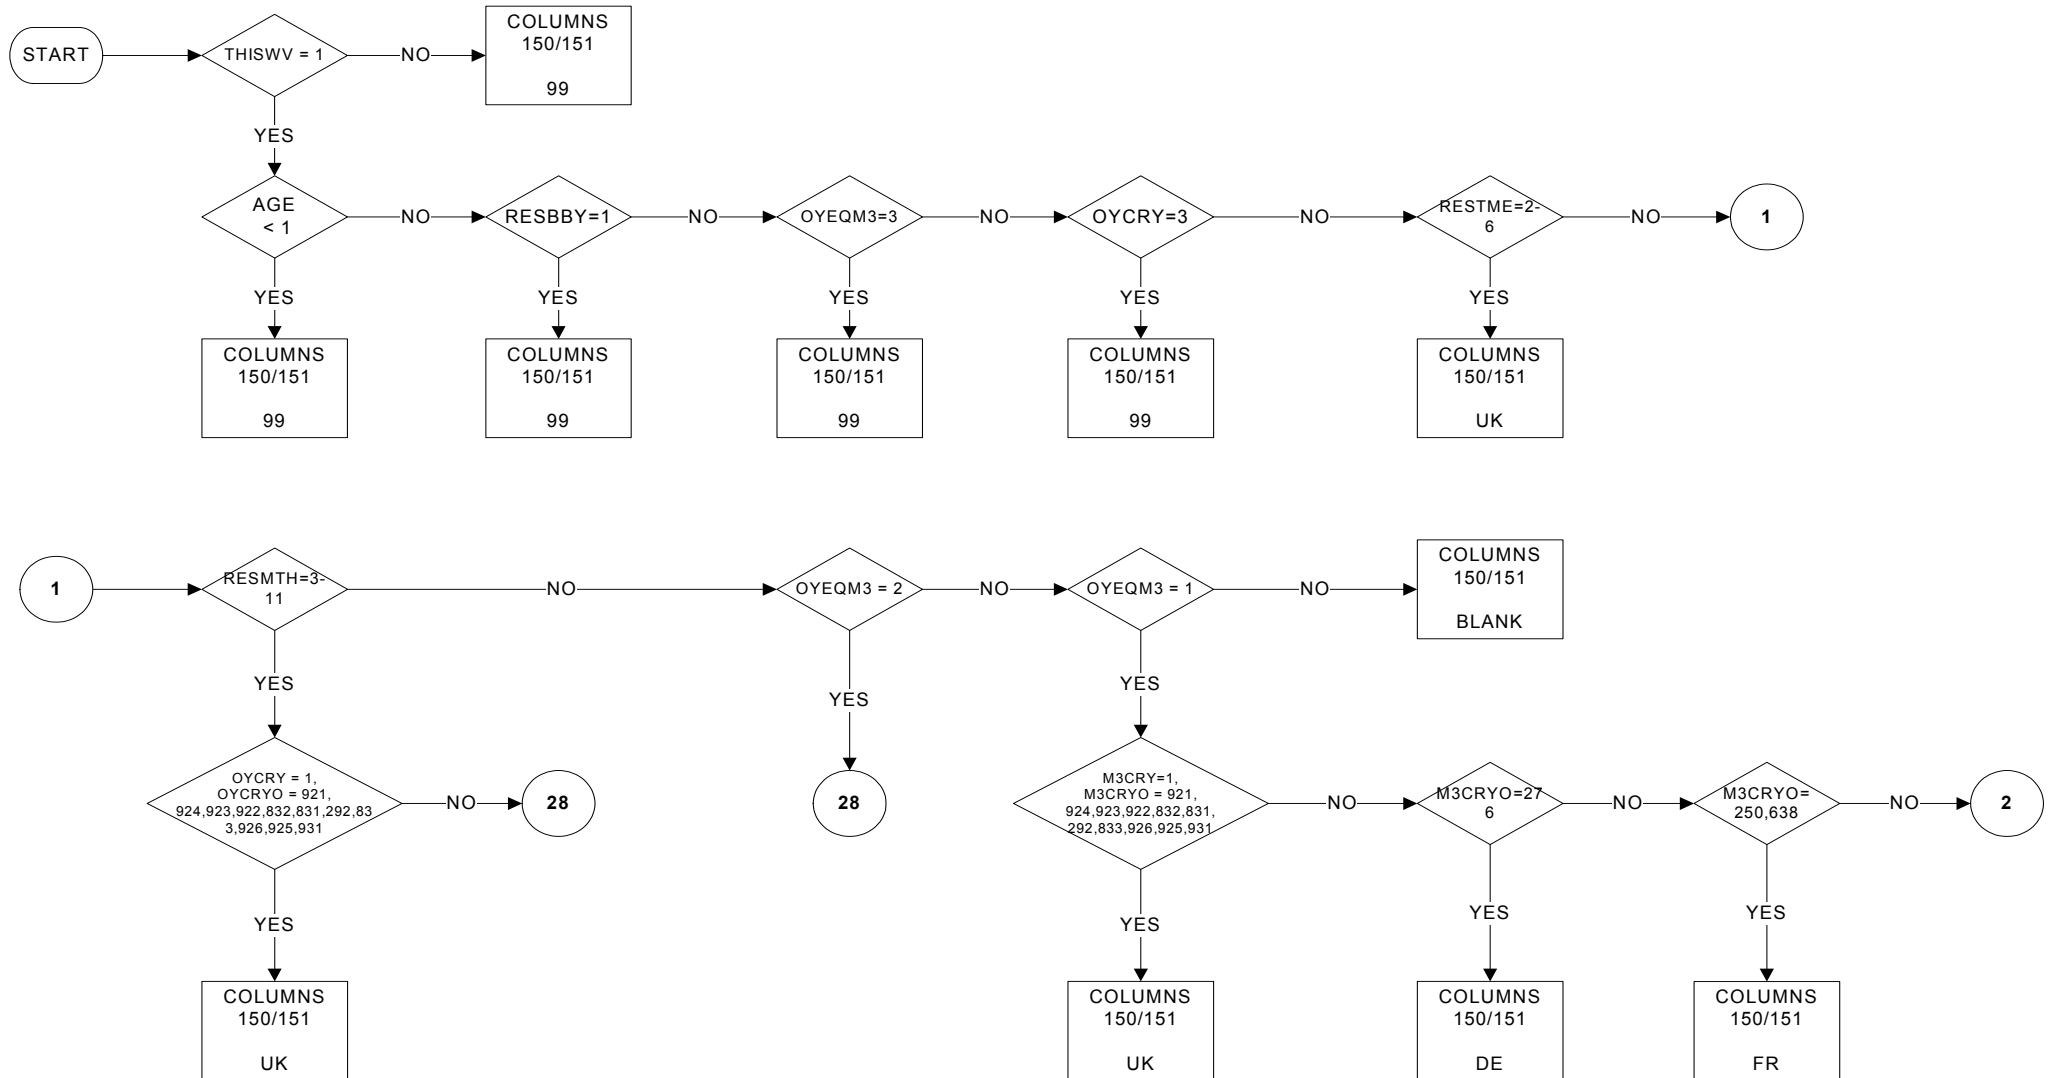 START
THISWV = 1
NO
COLUMNS
150/151
99
YES
AGE
< 1
NO
RESBBY=1
NO
OYEQM3=3
NO
OYCRY=3
NO
RESTME=2-
6
NO
1
YES
YES
YES
YES
YES
COLUMNS
150/151
99
COLUMNS
150/151
99
COLUMNS
150/151
99
COLUMNS
150/151
99
COLUMNS
150/151
UK
1
RESMTH=3-
11
NO
OYEQM3 = 2
NO
OYEQM3 = 1
NO
COLUMNS
150/151
BLANK
YES
YES
YES
OYCRY = 1,
OYCRYO = 921,
924,923,922,832,831,292,83
3,926,925,931
NO
28
28
M3CRY=1,
M3CRYO = 921,
924,923,922,832,831,
292,833,926,925,931
NO
M3CRYO=27
6
NO
M3CRYO=
250,638
NO
2
YES
YES
YES
YES
COLUMNS
150/151
UK
COLUMNS
150/151
UK
COLUMNS
150/151
DE
COLUMNS
150/151
FR